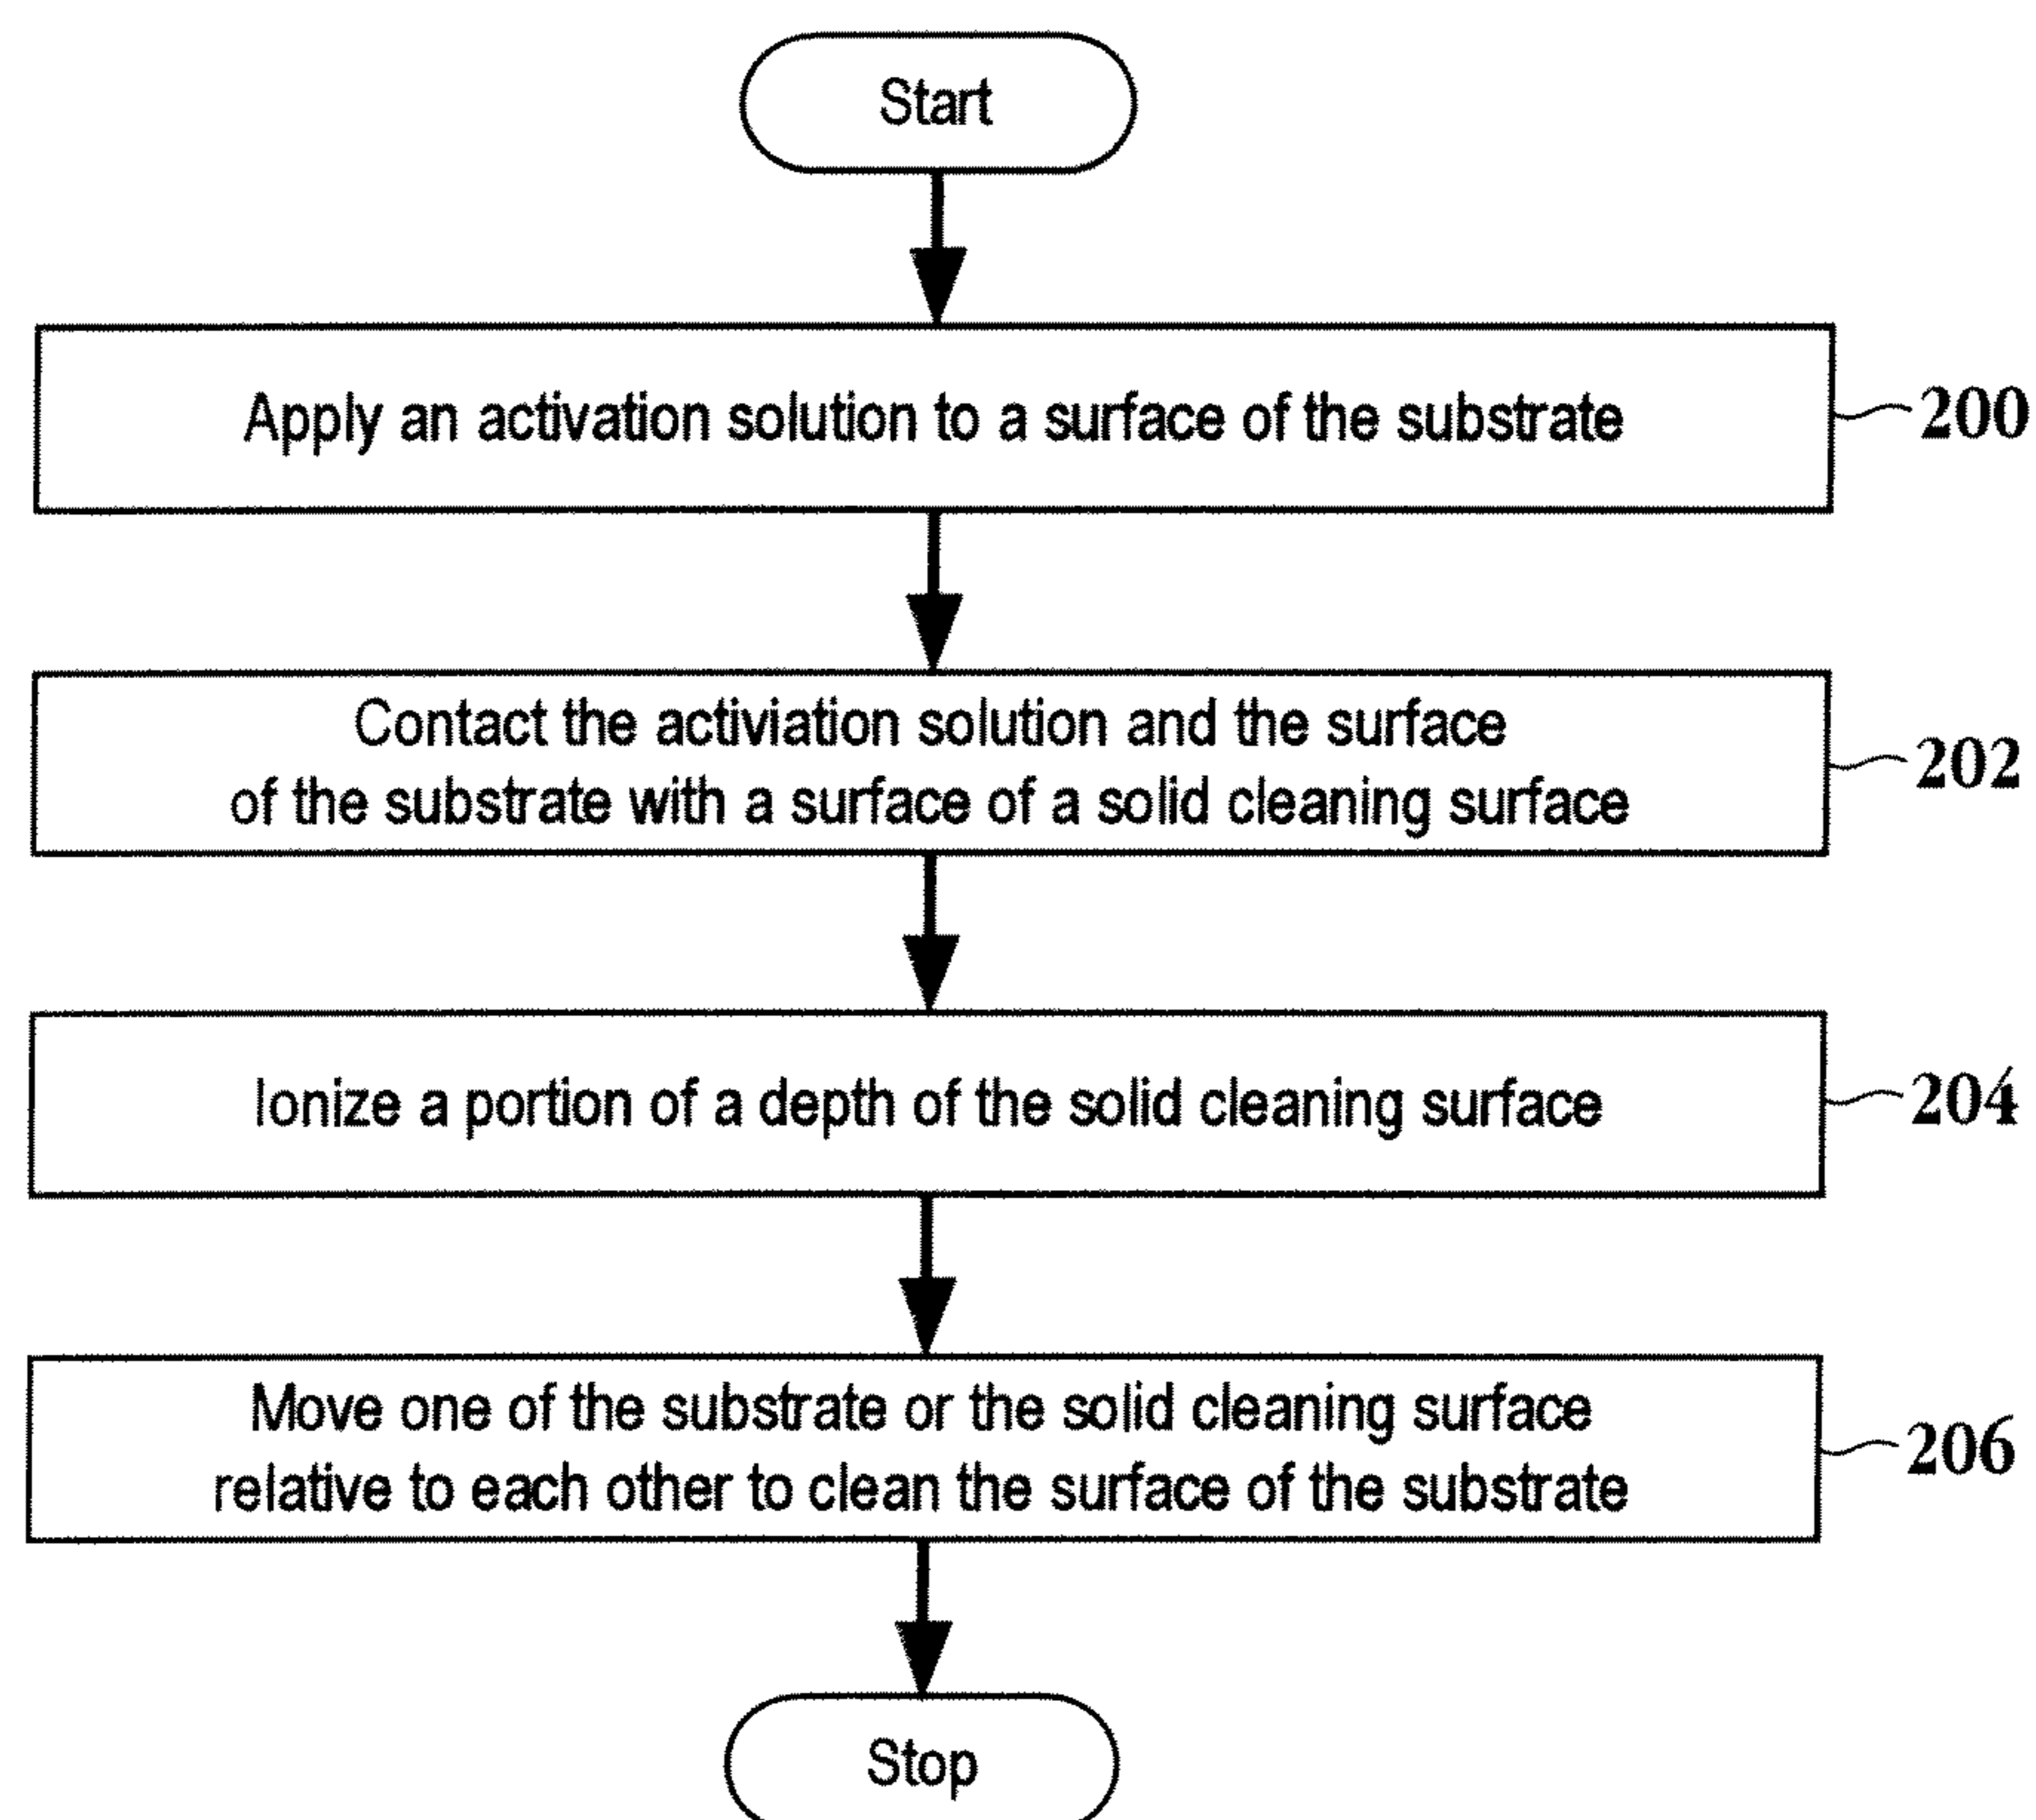 Start
Apply an activation solution to a surface of the substrate
200
Contact the activiation solution and the surface
of the substrate with a surface of a solid cleaning surface
202
Ionize a portion of a depth of the solid cleaning surface
204
Move one of the substrate or the solid cleaning surface
relative to each other to clean the surface of the substrate
206
Stop